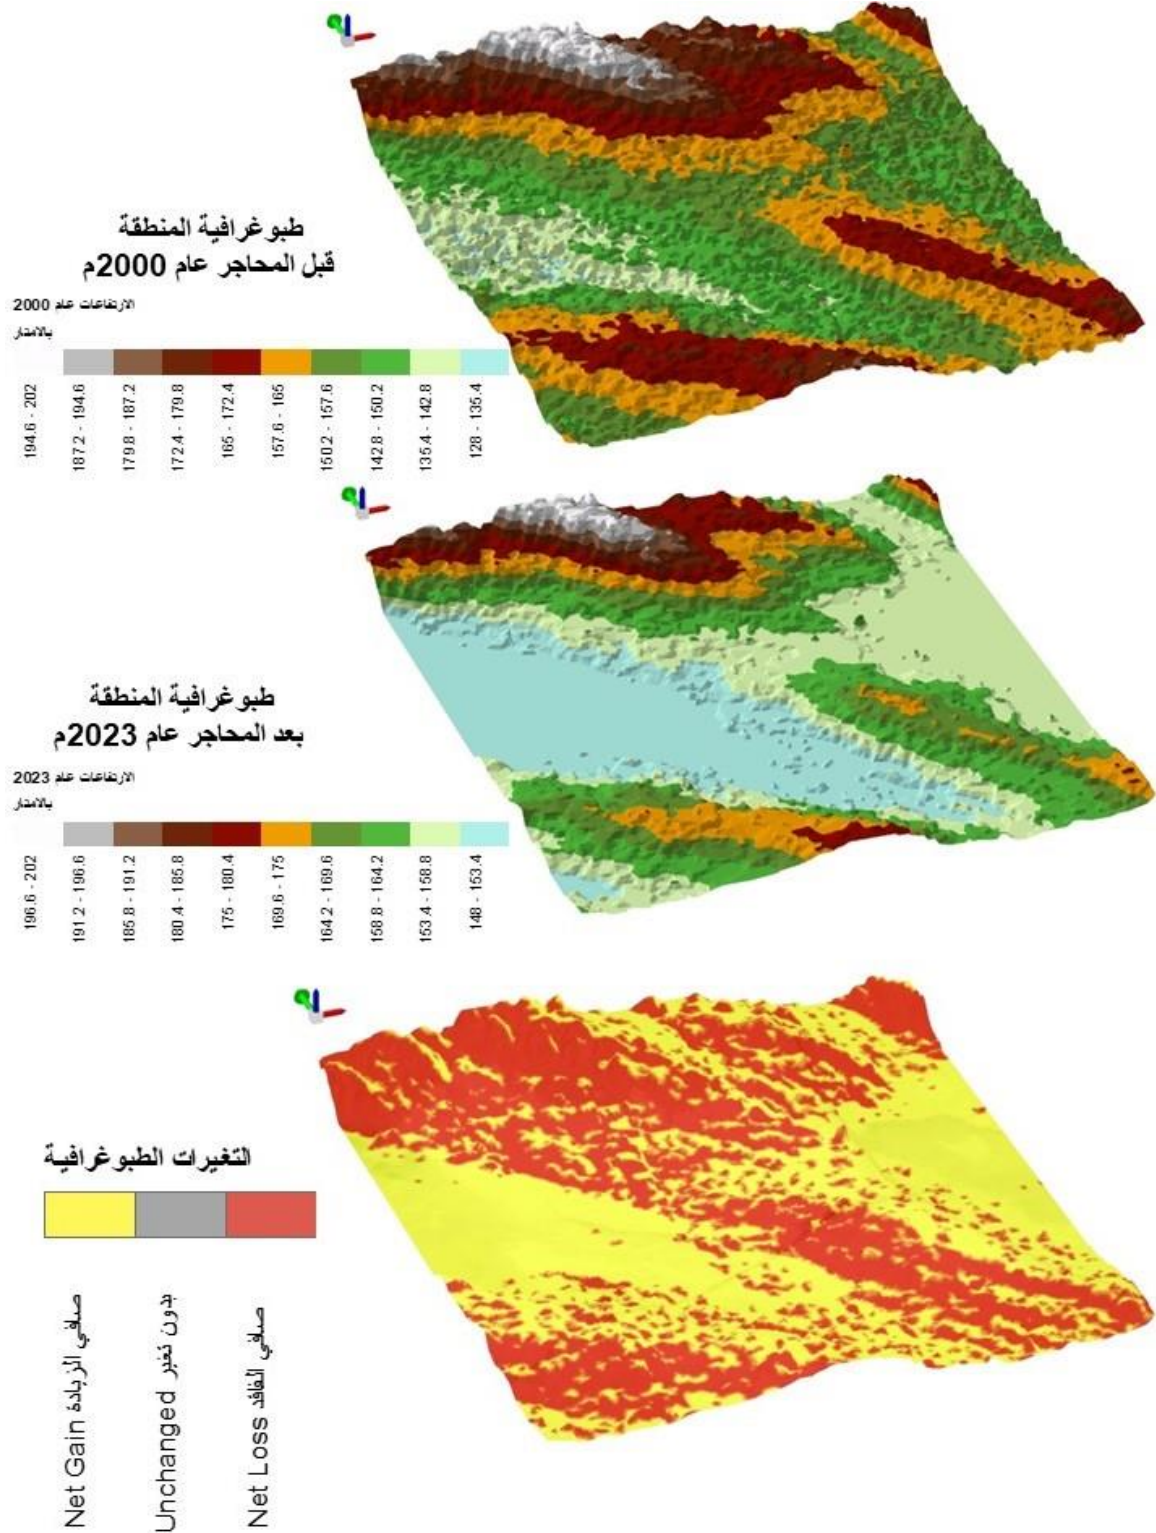 طبوغرافية المنطقة
قبل المحاجر عام 2000م
الارتفاعات عام 2000
بالامتار
194.6 - 202
187.2 - 194.6
179.8 - 187.2
172.4 - 179.8
165 - 172.4
157.6 - 165
150.2 - 157.6
142.8 - 150.2
135.4 - 142.8
128 - 135.4
طبوغرافية المنطقة
بعد المحاجر عام 2023م
الارتفاعات عام 2023
بالامتار
196.6 - 202
191.2 - 196.6
185.8 - 191.2
180.4 - 185.8
175 - 180.4
169.6 - 175
164.2 - 169.6
158.8 - 164.2
153.4 - 158.8
148 - 153.4
التغيرات الطبوغرافية
صافي الزيادة Net Gain
بدون تغير Unchanged
صافي الفاقد Net Loss